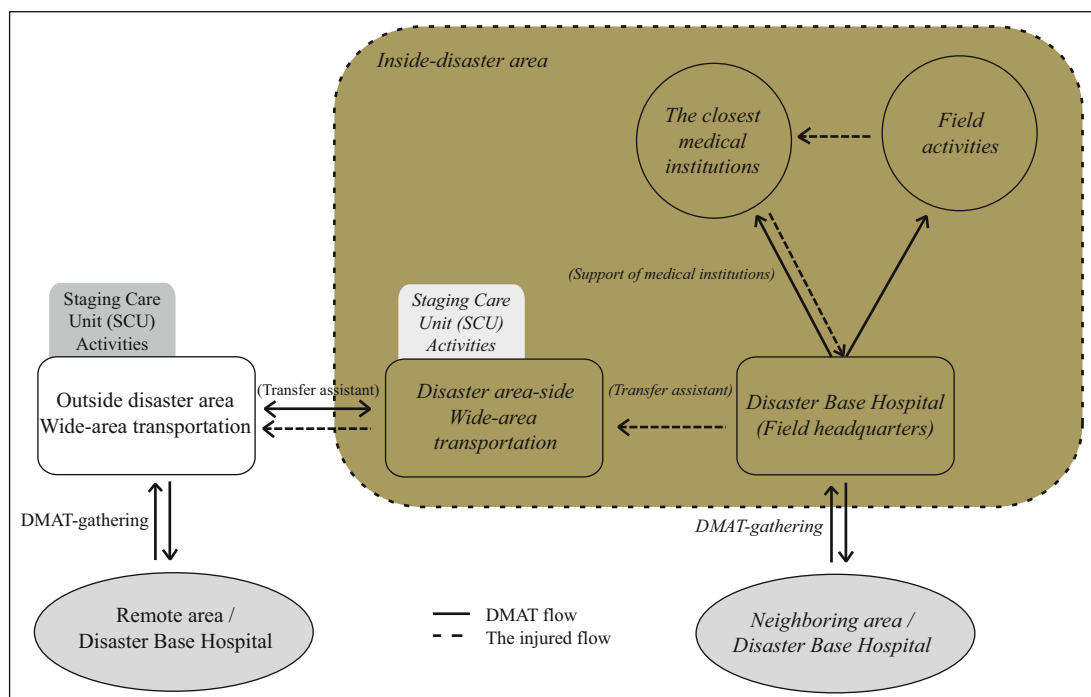 Inside-disaster area
The closest
medical
institutions
Field
activities
(Support of medical institutions)
Staging Care
Unit (SCU)
Activities
Staging Care
Unit (SCU)
Activities
Outside disaster area
Wide-area transportation
(Transfer assistant)
Disaster area-side
Wide-area
transportation
(Transfer assistant)
Disaster Base Hospital
(Field headquarters)
DMAT-gathering
DMAT-gathering
Remote area /
Disaster Base Hospital
DMAT flow
The injured flow
Neighboring area /
Disaster Base Hospital